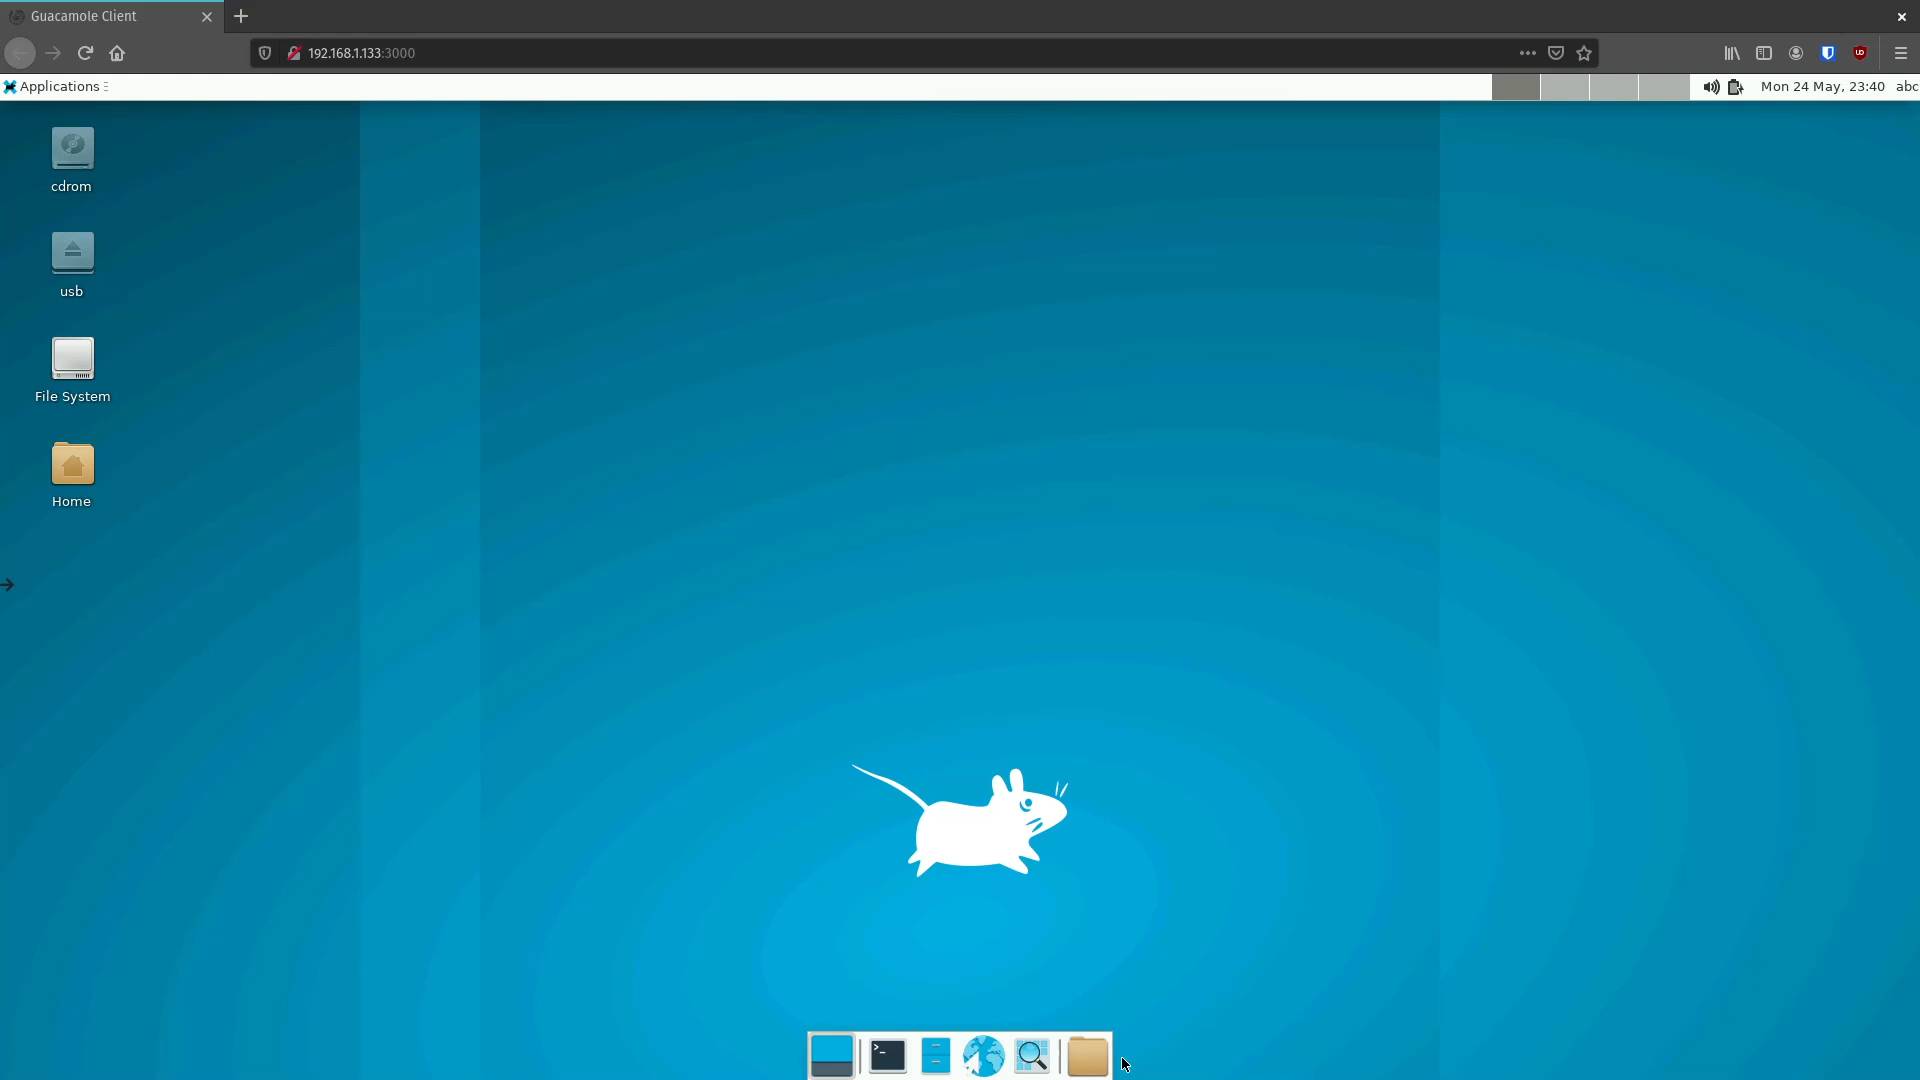 Guacamole Client
192.168.1.133:3000
Applications
Mon 24 May, 23:40 abc
cdrom
usb
File System
Home